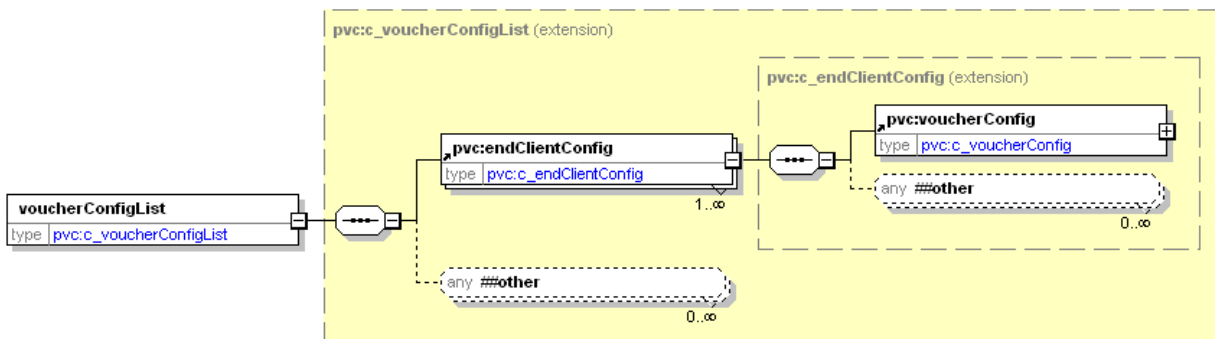 pvc:c_voucherConfigList (extension)
pvc:c_endClientConfig (extension)
pvc:voucherConfig
type pvc:c_voucherConfig
pvc:endClientConfig
type pvc:c_endClientConfig
any ##other
0..∞
1..∞
voucherConfigList
type pvc:c_voucherConfigList
any ##other
0..∞